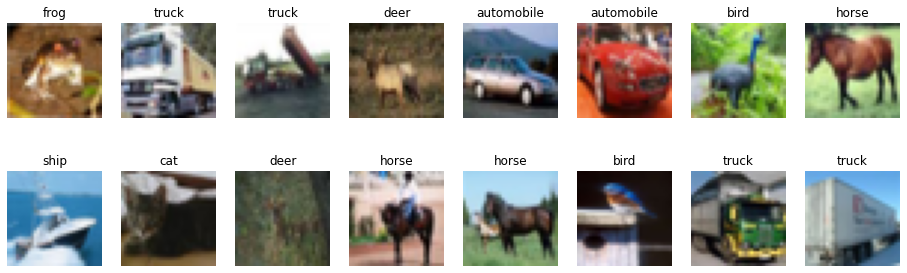 frog truck truck deer automobile automobile bird horse
ship cat deer horse horse bird truck truck